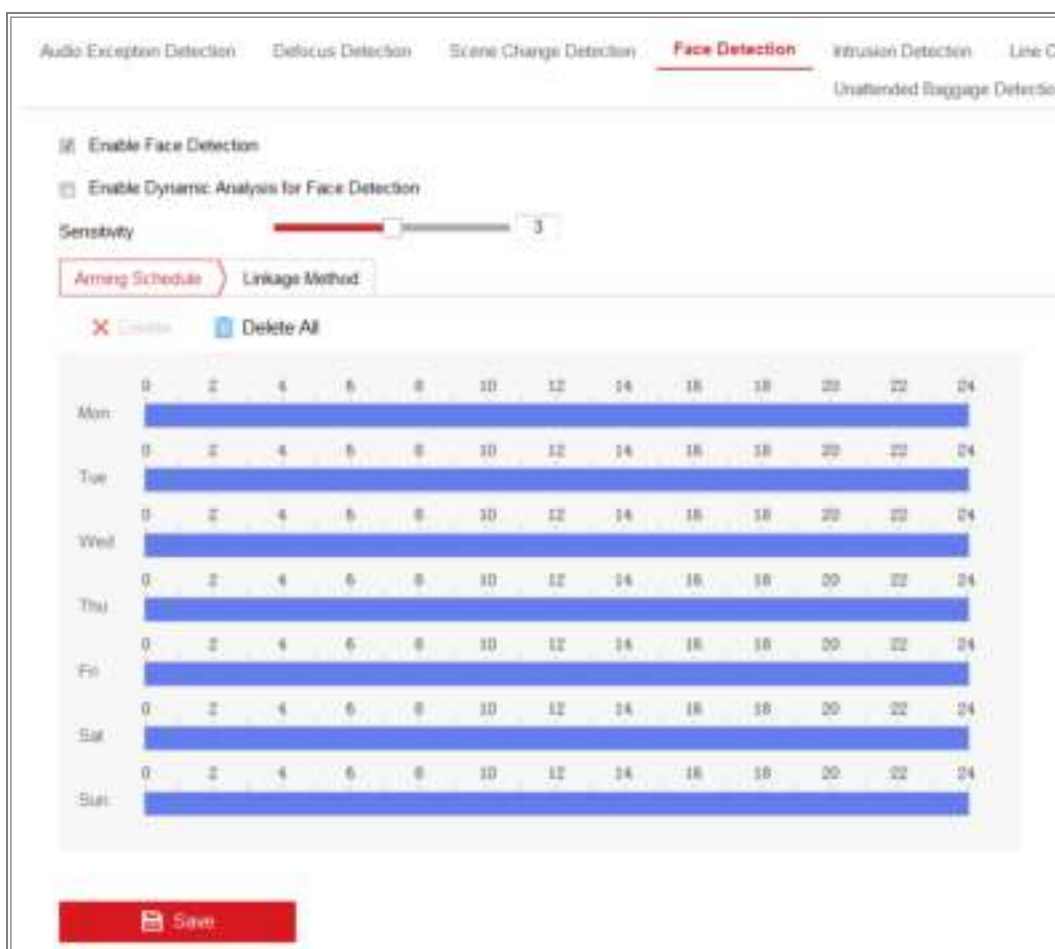 Audio Exception Detection Defocus Detection Scene Change Detection Face Detection Intrusion Detection Line C
Unattended Baggage Detectio
Enable Face Detection
Enable Dynamic Analysis for Face Detection
Sensitivity 3
Arming Schedule Linkage Method
Delete Delete All
0 2 4 6 8 10 12 14 16 18 20 22 24
Mon
0 2 4 6 8 10 12 14 16 18 20 22 24
Tue
0 2 4 6 8 10 12 14 16 18 20 22 24
Wed
0 2 4 6 8 10 12 14 16 18 20 22 24
Thu
0 2 4 6 8 10 12 14 16 18 20 22 24
Fri
0 2 4 6 8 10 12 14 16 18 20 22 24
Sat
0 2 4 6 8 10 12 14 16 18 20 22 24
Sun
Save